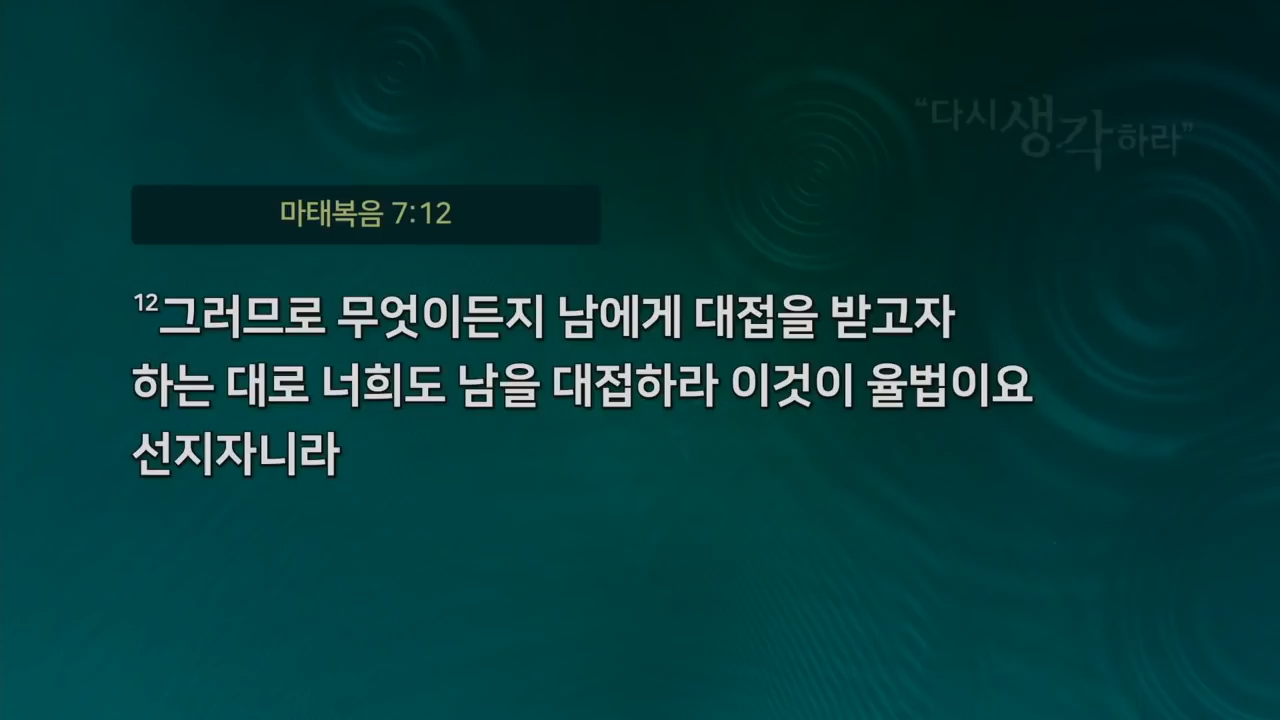 “다시생각하라”
마태복음 7:12
¹²그러므로 무엇이든지 남에게 대접을 받고자
하는 대로 너희도 남을 대접하라 이것이 율법이요
선지자니라